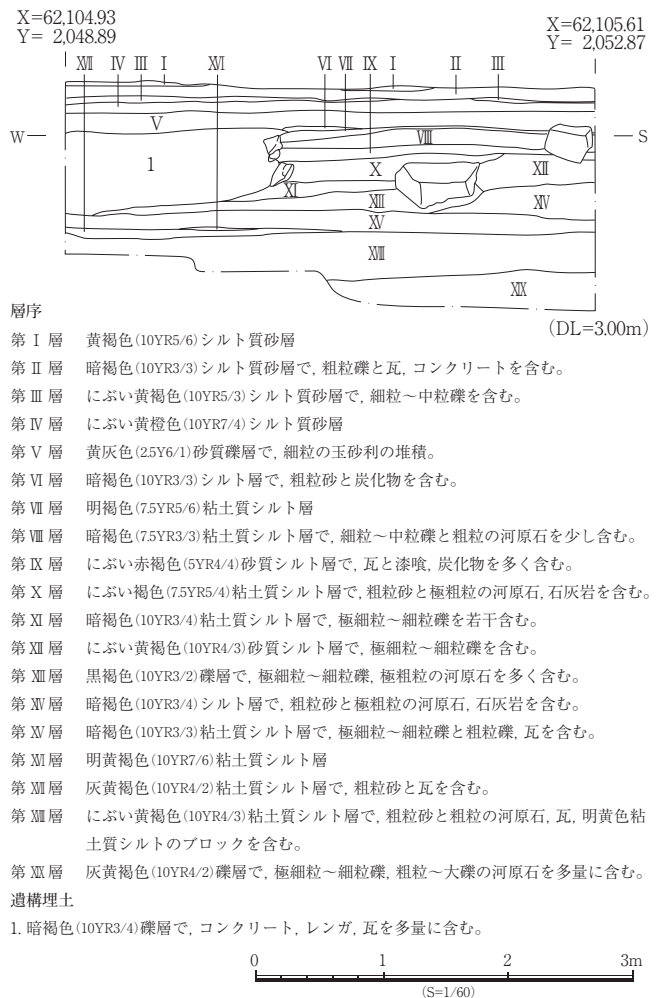 X=62,104.93
Y= 2,048.89
X=62,105.61
Y= 2,052.87
ⅩⅦ Ⅳ Ⅲ Ⅰ ⅩⅥ Ⅵ Ⅶ Ⅸ Ⅰ Ⅱ Ⅲ
Ⅴ
W
Ⅷ
S
1
Ⅹ
Ⅻ
Ⅺ
ⅩⅢ
ⅩⅣ
ⅩⅤ
ⅩⅧ
ⅩⅨ
(DL=3.00m)
層序
第 Ⅰ 層 黄褐色(10YR5/6)シルト質砂層
第 Ⅱ 層 暗褐色(10YR3/3)シルト質砂層で, 粗粒礫と瓦, コンクリートを含む。
第 Ⅲ 層 にぶい黄褐色(10YR5/3)シルト質砂層で, 細粒～中粒礫を含む。
第 Ⅳ 層 にぶい黄橙色(10YR7/4)シルト質砂層
第 Ⅴ 層 黄灰色(2.5Y6/1)砂質礫層で, 細粒の玉砂利の堆積。
第 Ⅵ 層 暗褐色(10YR3/3)シルト層で, 粗粒砂と炭化物を含む。
第 Ⅶ 層 明褐色(7.5YR5/6)粘土質シルト層
第 Ⅷ 層 暗褐色(7.5YR3/3)粘土質シルト層で, 細粒～中粒礫と粗粒の河原石を少し含む。
第 Ⅸ 層 にぶい赤褐色(5YR4/4)砂質シルト層で, 瓦と漆喰, 炭化物を多く含む。
第 Ⅹ 層 にぶい褐色(7.5YR5/4)粘土質シルト層で, 粗粒砂と極粗粒の河原石, 石灰岩を含む。
第 Ⅺ 層 暗褐色(10YR3/4)粘土質シルト層で, 極細粒～細粒礫を若干含む。
第 Ⅻ 層 にぶい黄褐色(10YR4/3)砂質シルト層で, 極細粒～細粒礫を含む。
第 ⅩⅢ 層 黒褐色(10YR3/2)礫層で, 極細粒～細粒礫, 極粗粒の河原石を多く含む。
第 ⅩⅣ 層 暗褐色(10YR3/4)シルト層で, 粗粒砂と極粗粒の河原石, 石灰岩を含む。
第 ⅩⅤ 層 暗褐色(10YR3/3)粘土質シルト層で, 極細粒～細粒礫と粗粒礫, 瓦を含む。
第 ⅩⅥ 層 明黄褐色(10YR7/6)粘土質シルト層
第 ⅩⅦ 層 灰黄褐色(10YR4/2)粘土質シルト層で, 粗粒砂と瓦を含む。
第 ⅩⅧ 層 にぶい黄褐色(10YR4/3)粘土質シルト層で, 粗粒砂と粗粒の河原石, 瓦, 明黄色粘
土質シルトのブロックを含む。
第 ⅩⅨ 層 灰黄褐色(10YR4/2)礫層で, 極細粒～細粒礫, 粗粒～大礫の河原石を多量に含む。
遺構埋土
1. 暗褐色(10YR3/4)礫層で, コンクリート, レンガ, 瓦を多量に含む。
0 1 2 3m
(S=1/60)